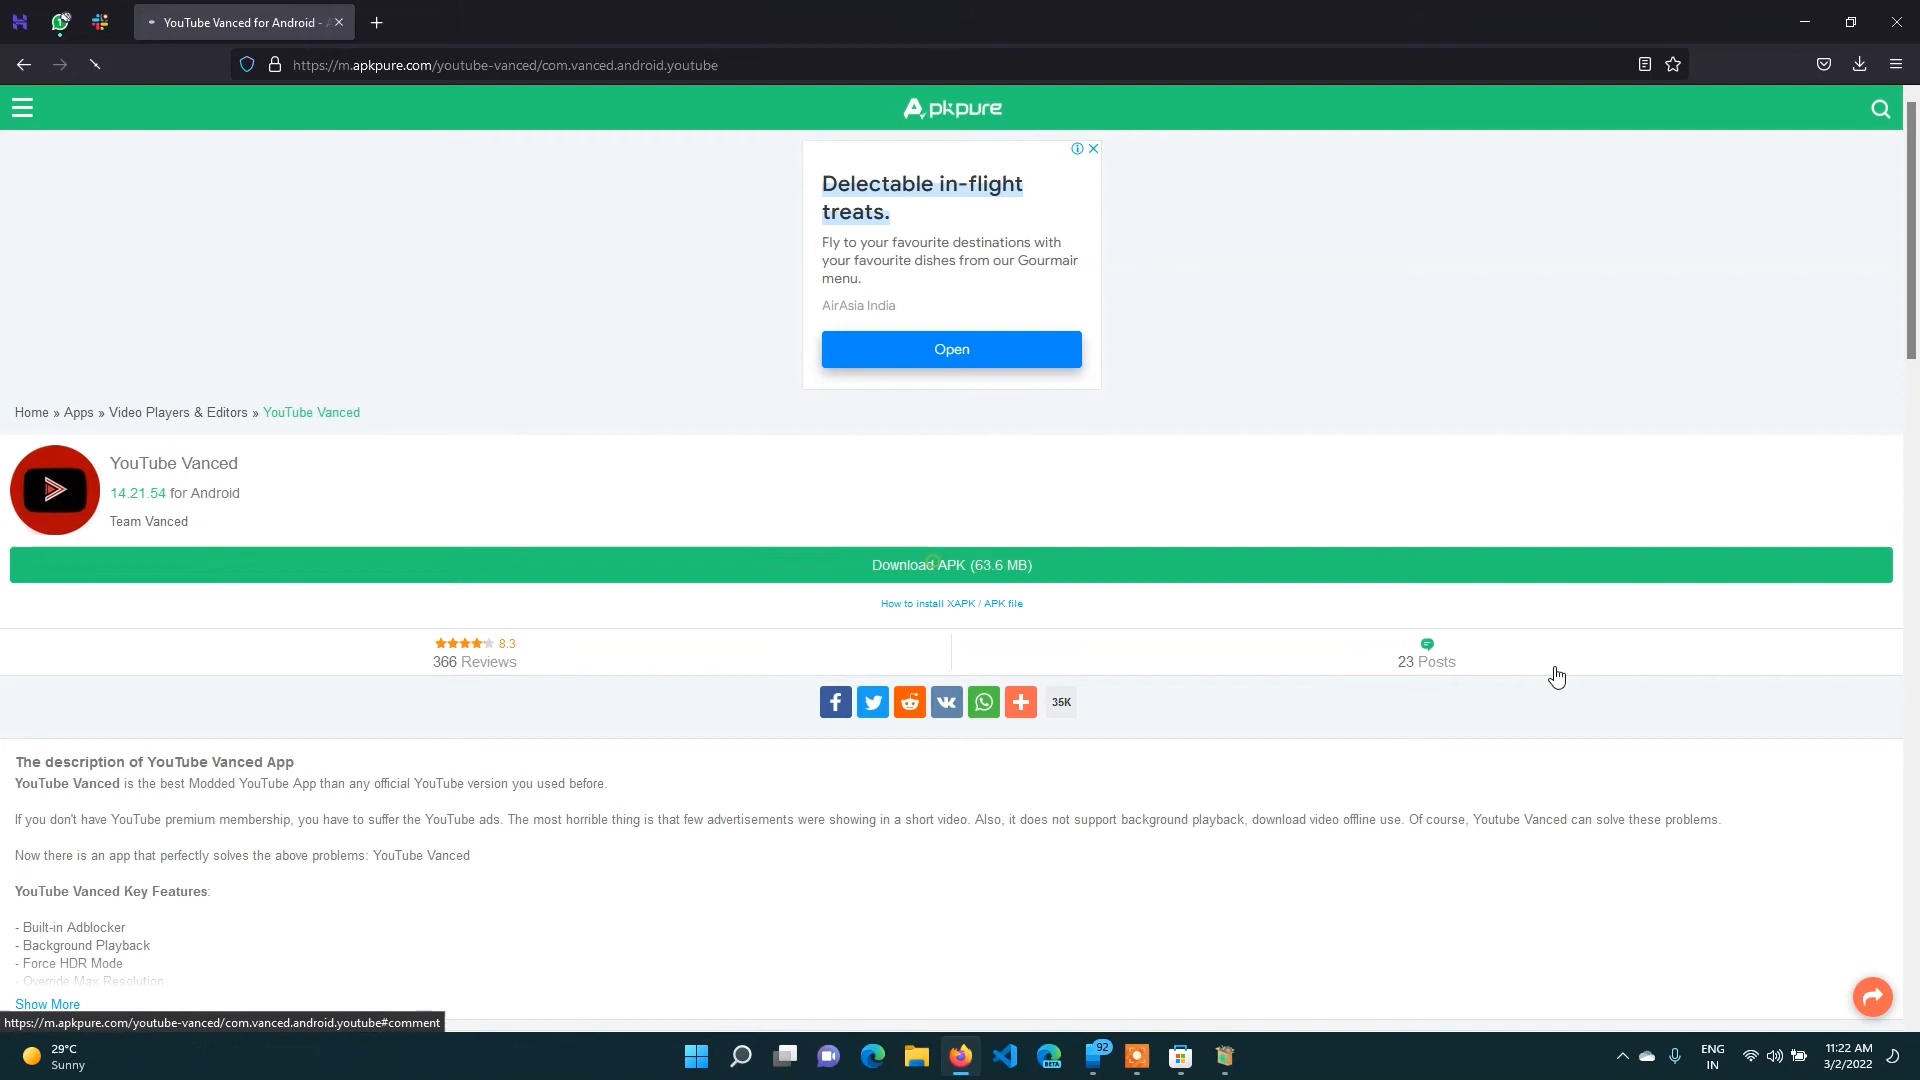 YouTube Vanced for Android -
https://m.apkpure.com/youtube-vanced/com.vanced.android.youtube
Apkpure
Delectable in-flight
treats.
Fly to your favourite destinations with
your favourite dishes from our Gourmair
menu.
AirAsia India
Open
Home » Apps » Video Players & Editors » YouTube Vanced
YouTube Vanced
14.21.54 for Android
Team Vanced
Download APK (63.6 MB)
How to install XAPK / APK file
8.3
366 Reviews
23 Posts
35K
The description of YouTube Vanced App
YouTube Vanced is the best Modded YouTube App than any official YouTube version you used before.
If you don't have YouTube premium membership, you have to suffer the YouTube ads. The most horrible thing is that few advertisements were showing in a short video. Also, it does not support background playback, download video offline use. Of course, Youtube Vanced can solve these problems.
Now there is an app that perfectly solves the above problems: YouTube Vanced
YouTube Vanced Key Features:
- Built-in Adblocker
- Background Playback
- Force HDR Mode
- Override Max Resolution
Show More
https://m.apkpure.com/youtube-vanced/com.vanced.android.youtube#comment
29°C
Sunny
BETA
92
ENG
IN
11:22 AM
3/2/2022